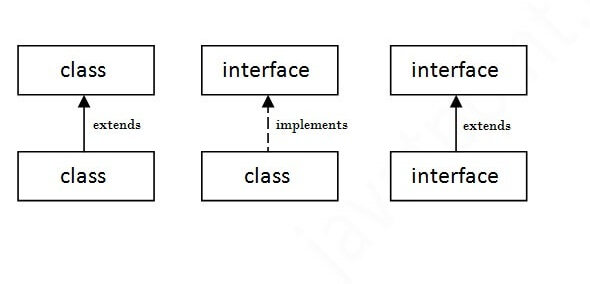 class
interface
interface
extends
implements
extends
class
class
interface